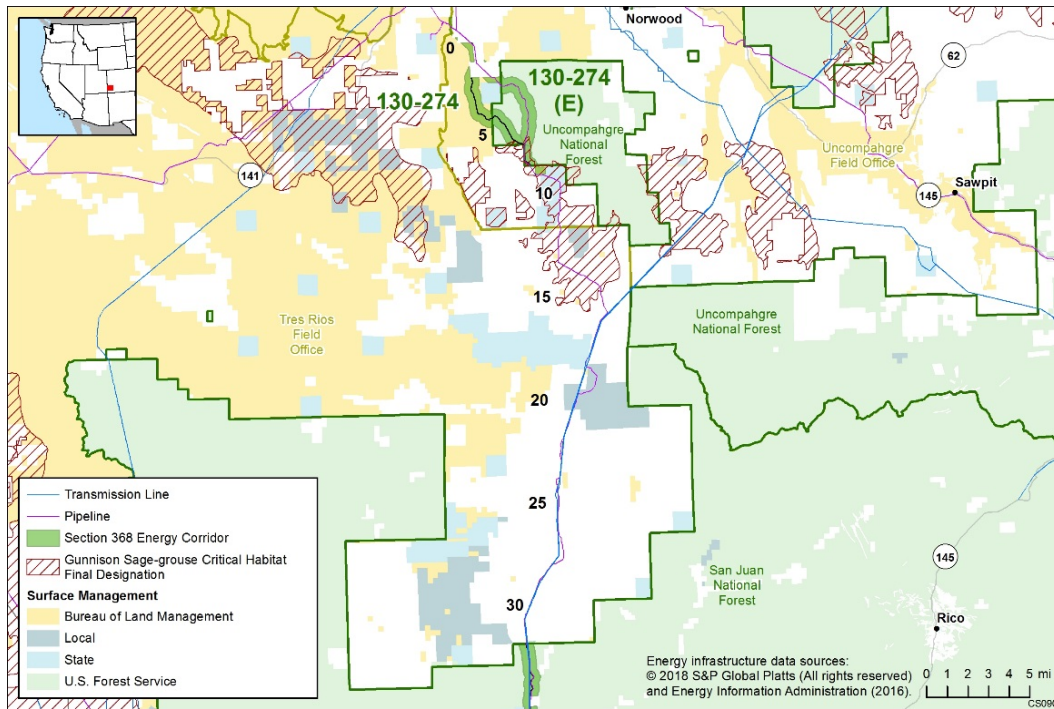 Norwood
0
62
130-274
130-274
(E)
5
Uncompahgre
National
Forest
Uncompahgre
Field Office
141
10
145
Sawpit
15
Tres Rios
Field
Office
Uncompahgre
National Forest
20
25
Transmission Line
Pipeline
Section 368 Energy Corridor
Gunnison Sage-grouse Critical Habitat
Final Designation
Surface Management
Bureau of Land Management
Local
State
U.S. Forest Service
145
San Juan
National
Forest
30
Rico
Energy infrastructure data sources:
© 2018 S&P Global Platts (All rights reserved)
and Energy Information Administration (2016).
0 1 2 3 4 5 mi